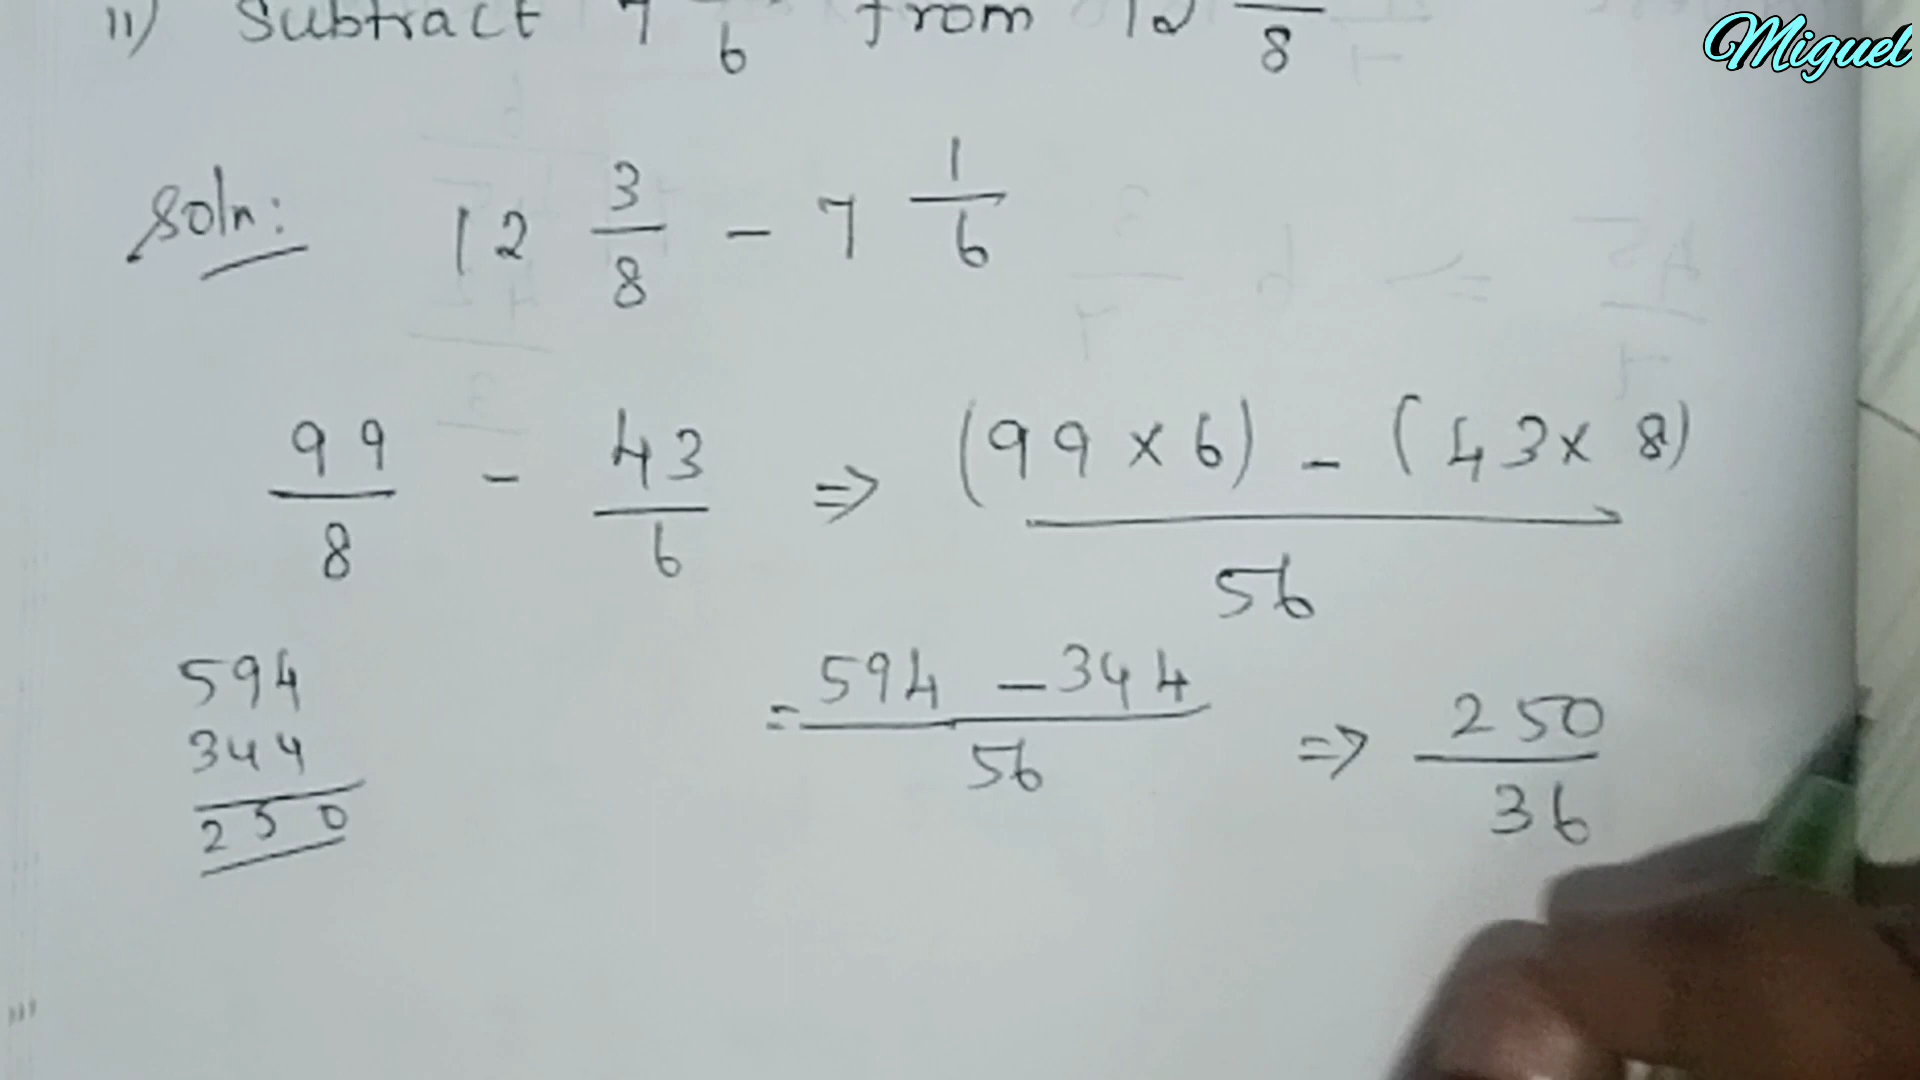 Miguel
11) Subtract 7 /6 from 12 /8
Soln: 12 3/8 - 7 1/6
99/8 - 43/6 ⇒ (99 × 6) - (43 × 8)/56
594
344
250
= 594 - 344/56 ⇒ 250/36